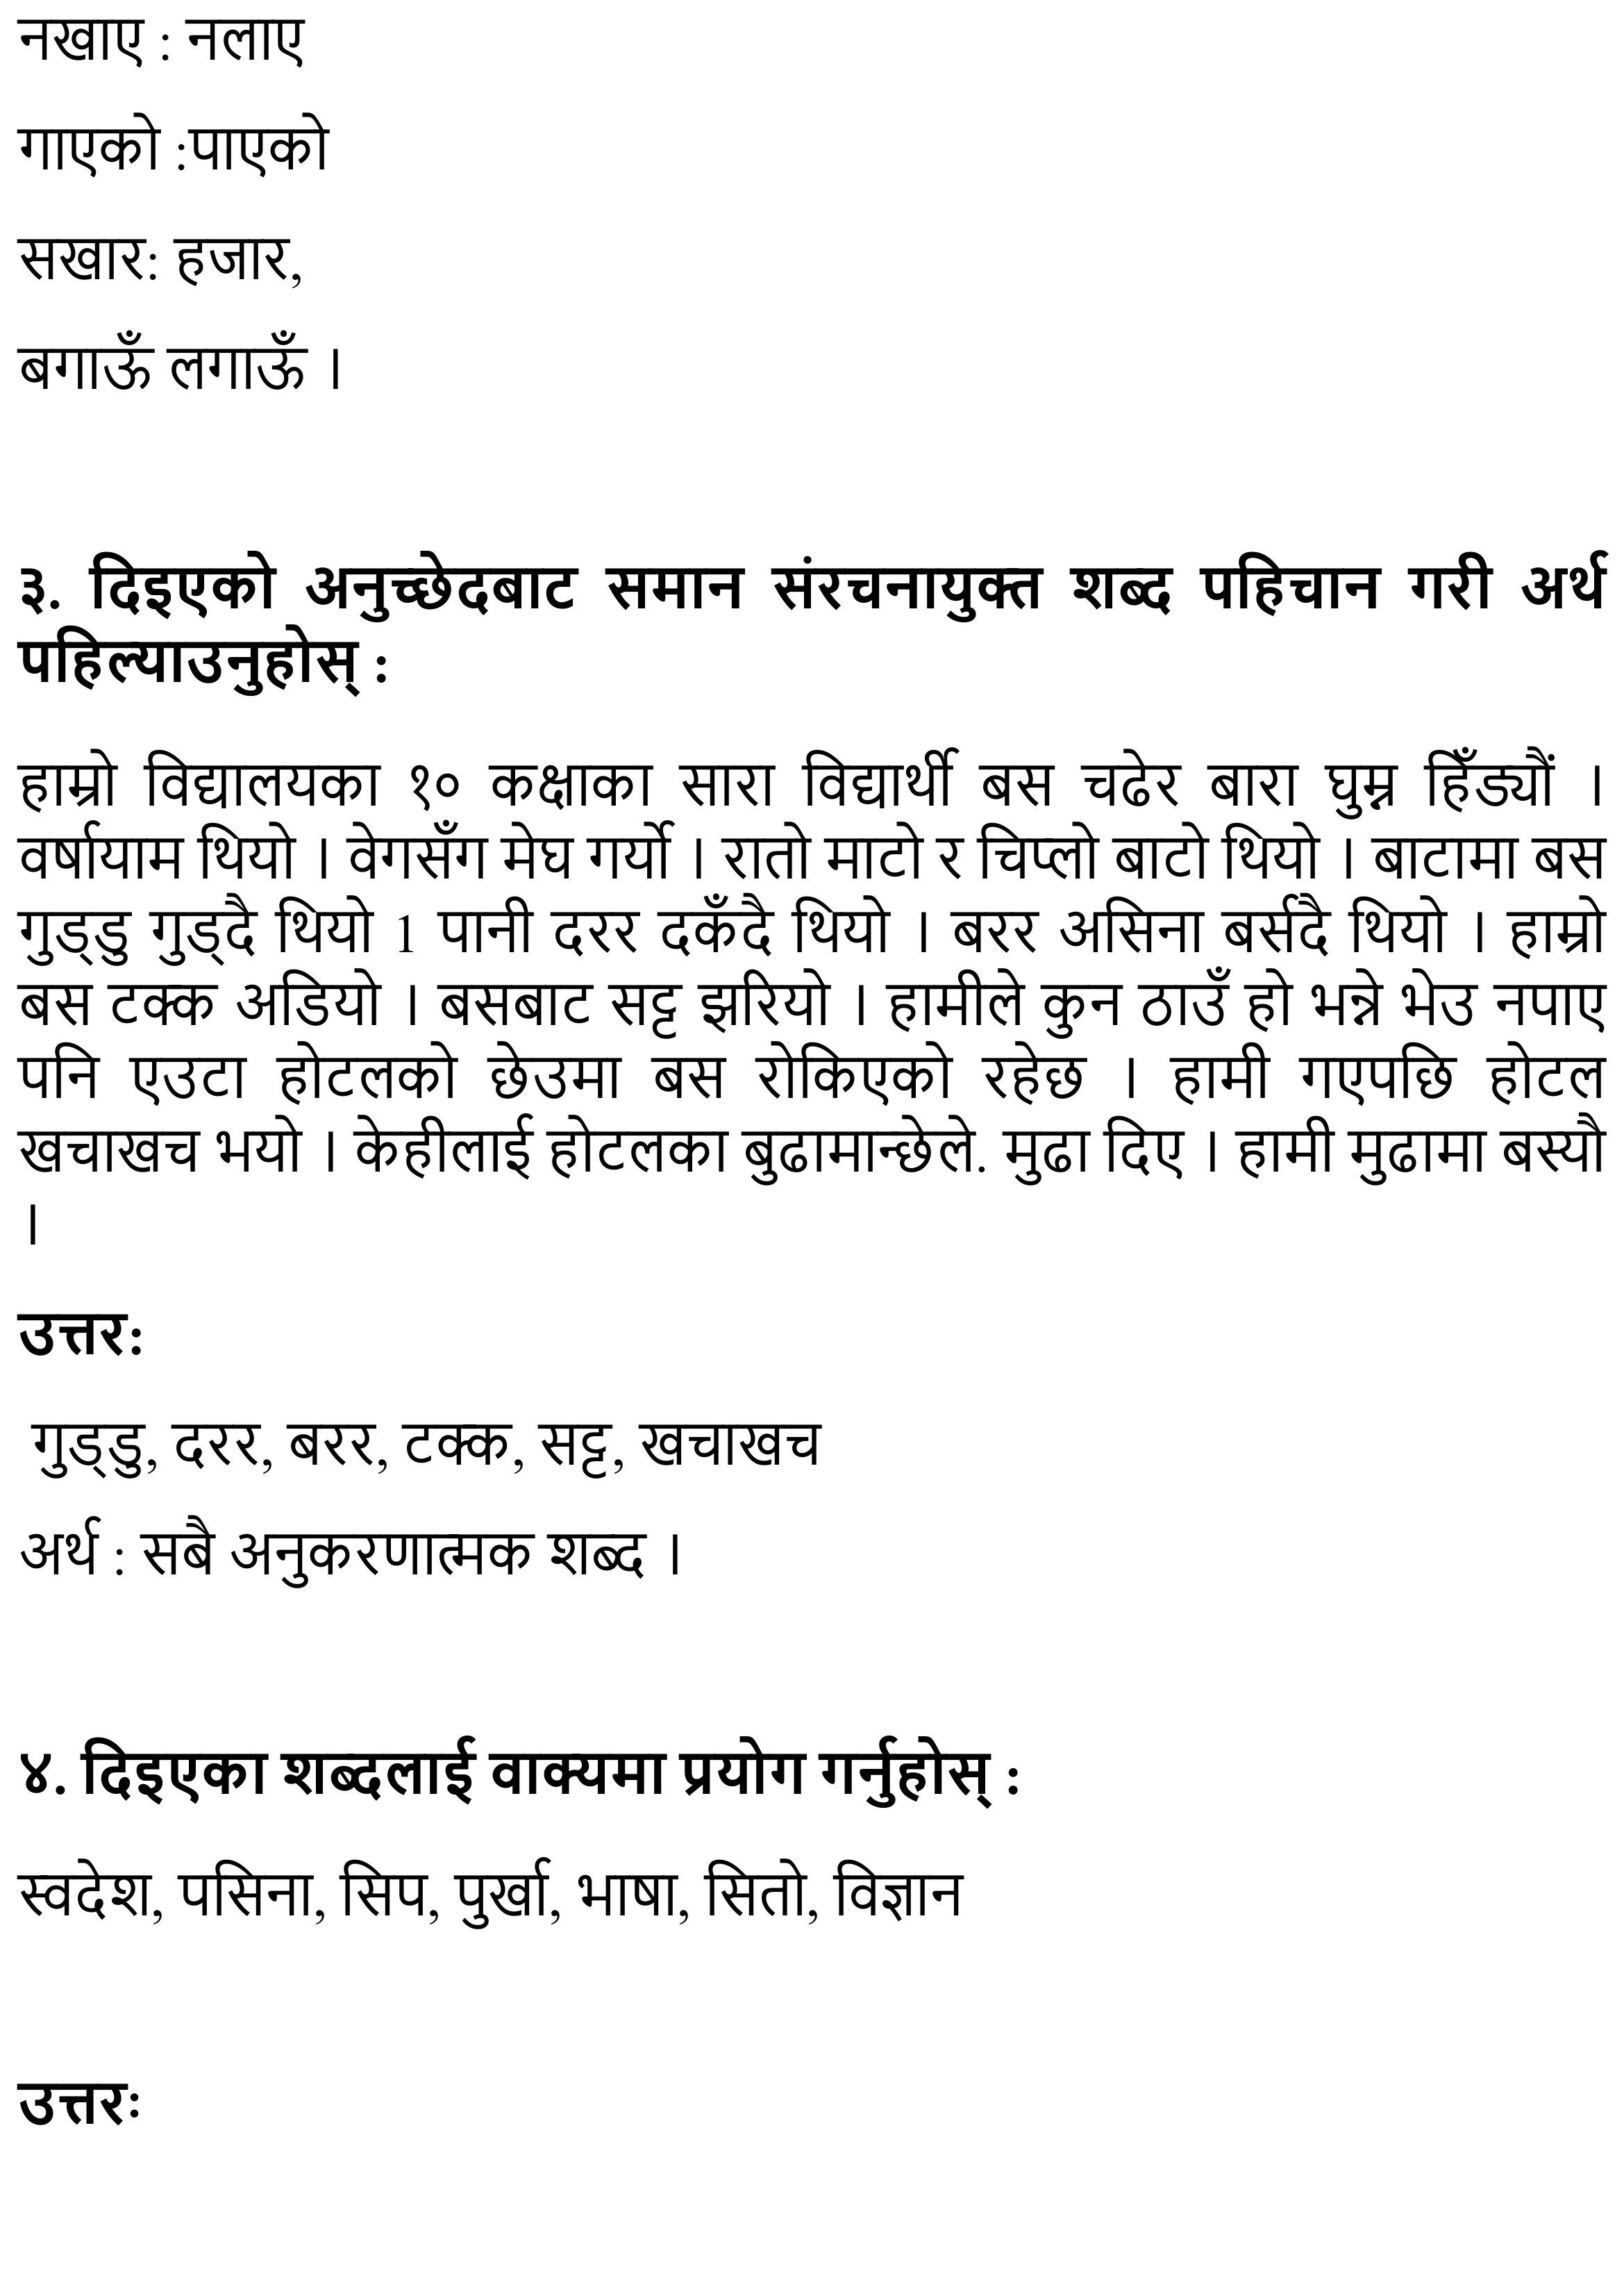 नखाए : नलाए
गाएको :पाएको
सखार: हजार,
बगाऊँ लगाऊँ ।
३. दिइएको अनुच्छेदबाट समान संरचनायुक्त शब्द पहिचान गरी अर्थ
पहिल्याउनुहोस् :
हाम्रो विद्यालयका १० कक्षाका सारा विद्यार्थी बस चढेर बारा घुम्न हिँड्यौं ।
वर्षायाम थियो । वेगसँग मेघ गर्यो । रातो माटो र चिप्लो बाटो थियो । बाटामा बस
गुड्डु गुड्दै थियो 1 पानी दरर दकँदै थियो । बरर असिना बर्सदै थियो । हाम्रो
बस टक्क अडियो । बसबाट सट्ट झरियो । हामीले कुन ठाउँ हो भन्ने भेउ नपाए
पनि एउटा होटलको छेउमा बस रोकिएको रहेछ । हामी गएपछि होटल
खचाखच भयो । केहीलाई होटलका बुढामान्छेले. मुढा दिए । हामी मुढामा बस्यौ
।
उत्तर:
गुड्डु, दरर, बरर, टक्क, सट्ट, खचाखच
अर्थ : सबै अनुकरणात्मक शब्द ।
४. दिइएका शब्दलाई वाक्यमा प्रयोग गर्नुहोस् :
स्वदेश, पसिना, सिप, पुर्खा, भाषा, सितो, विज्ञान
उत्तरः